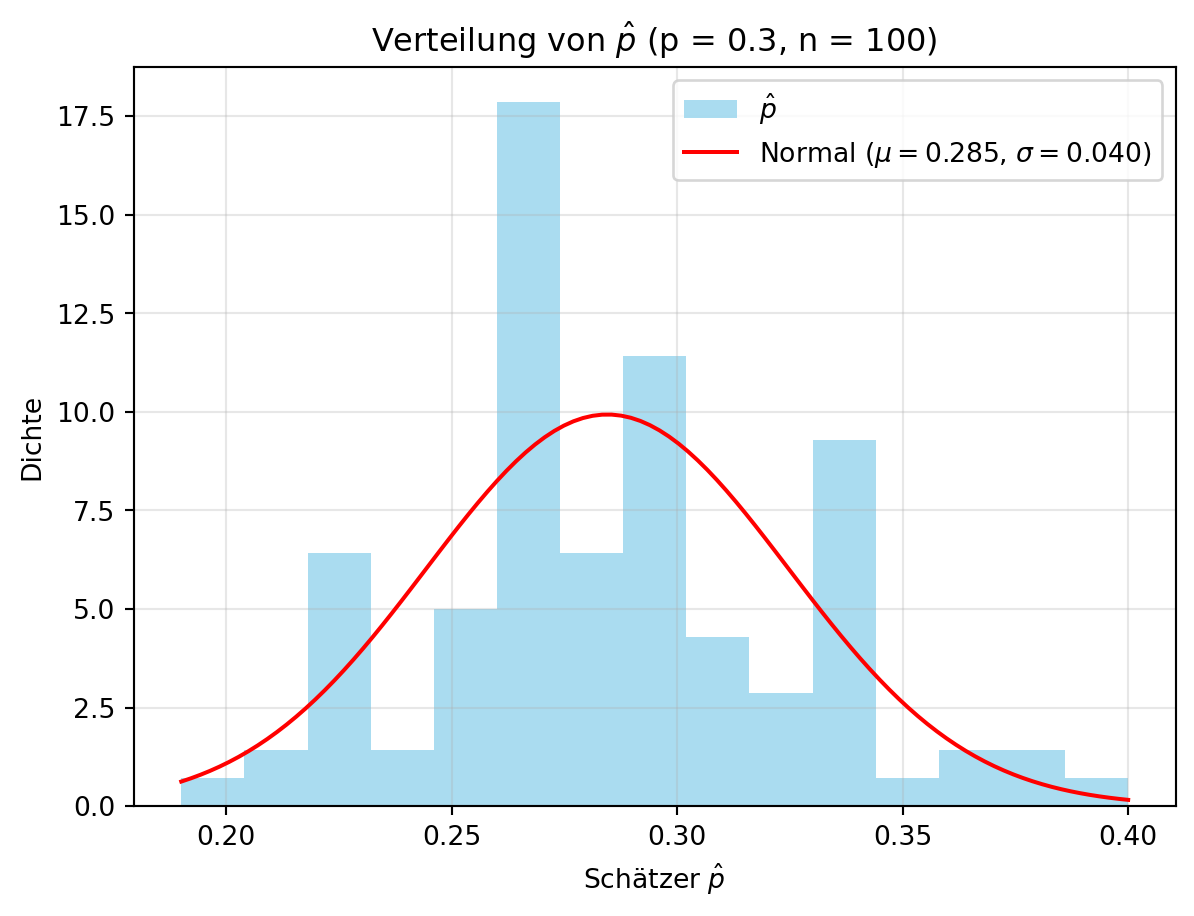 Verteilung von p̂ (p = 0.3, n = 100)
p̂
Normal (μ = 0.285, σ = 0.040)
Dichte
17.5
15.0
12.5
10.0
7.5
5.0
2.5
0.0
0.20 0.25 0.30 0.35 0.40
Schätzer p̂